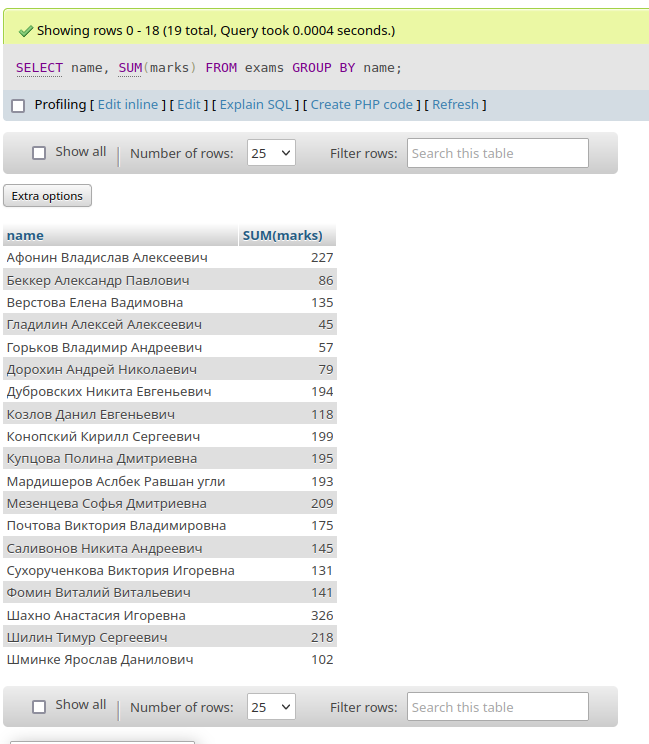 Showing rows 0 - 18 (19 total, Query took 0.0004 seconds.)
SELECT name, SUM(marks) FROM exams GROUP BY name;
Profiling [ Edit inline ] [ Edit ] [ Explain SQL ] [ Create PHP code ] [ Refresh ]
Show all Number of rows: 25 Filter rows: Search this table
Extra options
name SUM(marks)
Афонин Владислав Алексеевич 227
Беккер Александр Павлович 86
Верстова Елена Вадимовна 135
Гладилин Алексей Алексеевич 45
Горьков Владимир Андреевич 57
Дорохин Андрей Николаевич 79
Дубровских Никита Евгеньевич 194
Козлов Данил Евгеньевич 118
Конопский Кирилл Сергеевич 199
Купцова Полина Дмитриевна 195
Мардишеров Аслбек Равшан угли 193
Мезенцева Софья Дмитриевна 209
Почтова Виктория Владимировна 175
Саливонов Никита Андреевич 145
Сухорученкова Виктория Игоревна 131
Фомин Виталий Витальевич 141
Шахно Анастасия Игоревна 326
Шилин Тимур Сергеевич 218
Шминке Ярослав Данилович 102
Show all Number of rows: 25 Filter rows: Search this table